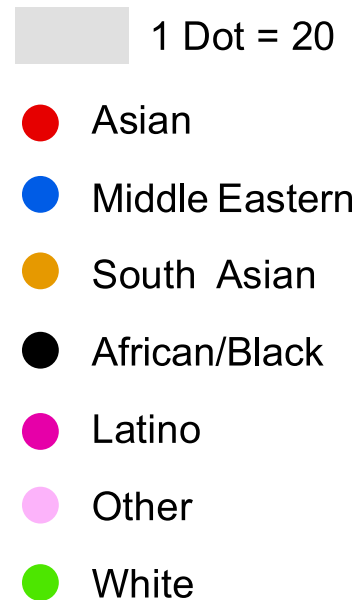 1 Dot = 20
Asian
Middle Eastern
South Asian
African/Black
Latino
Other
White